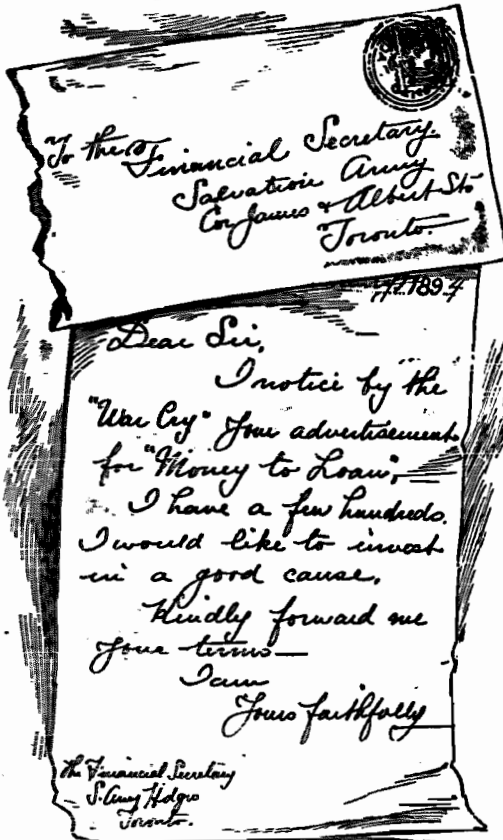 To the Financial Secretary.
Salvation Army
Cor James & Albert Sts
Toronto.
1894
Dear Sir,
I notice by the
"War Cry" your advertisement
for "Money to Loan",
I have a few hundreds.
I would like to invest
in a good cause.
Kindly forward me
your terms—
I am
Yours faithfully
The Financial Secretary
S. Army Hdqrs
Toronto.